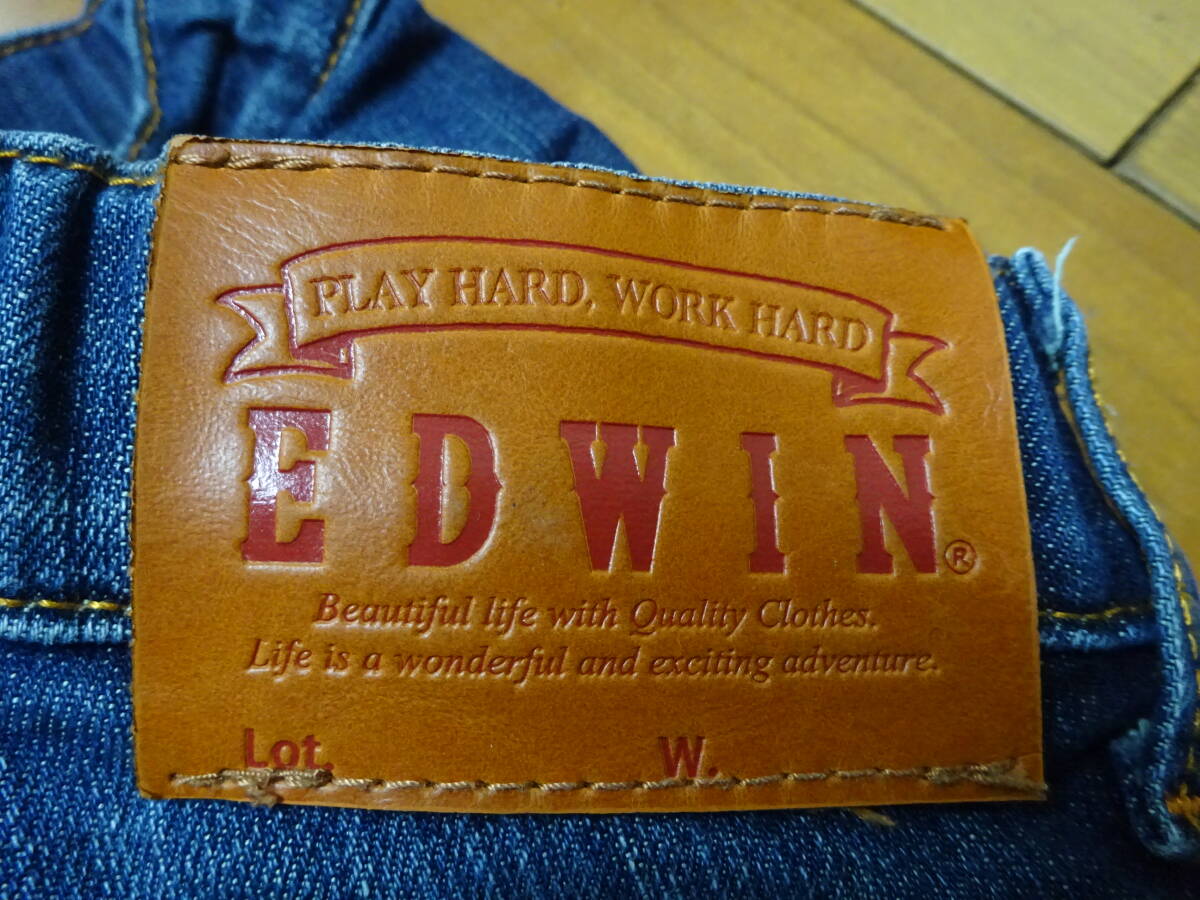 PLAY HARD, WORK HARD
EDWIN®
Beautiful life with Quality Clothes.
Life is a wonderful and exciting adventure.
Lot. W.